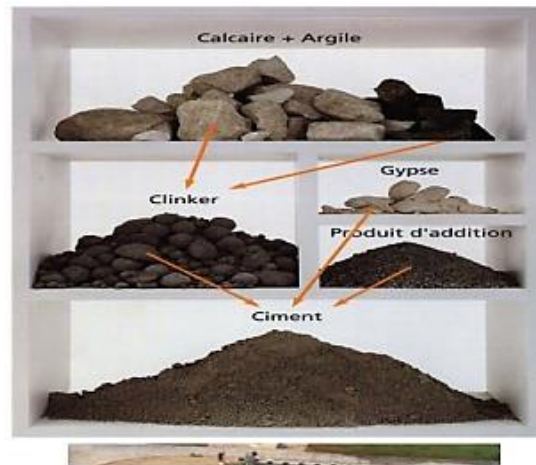 Calcaire + Argile
Clinker
Gypse
Produit d'addition
Ciment